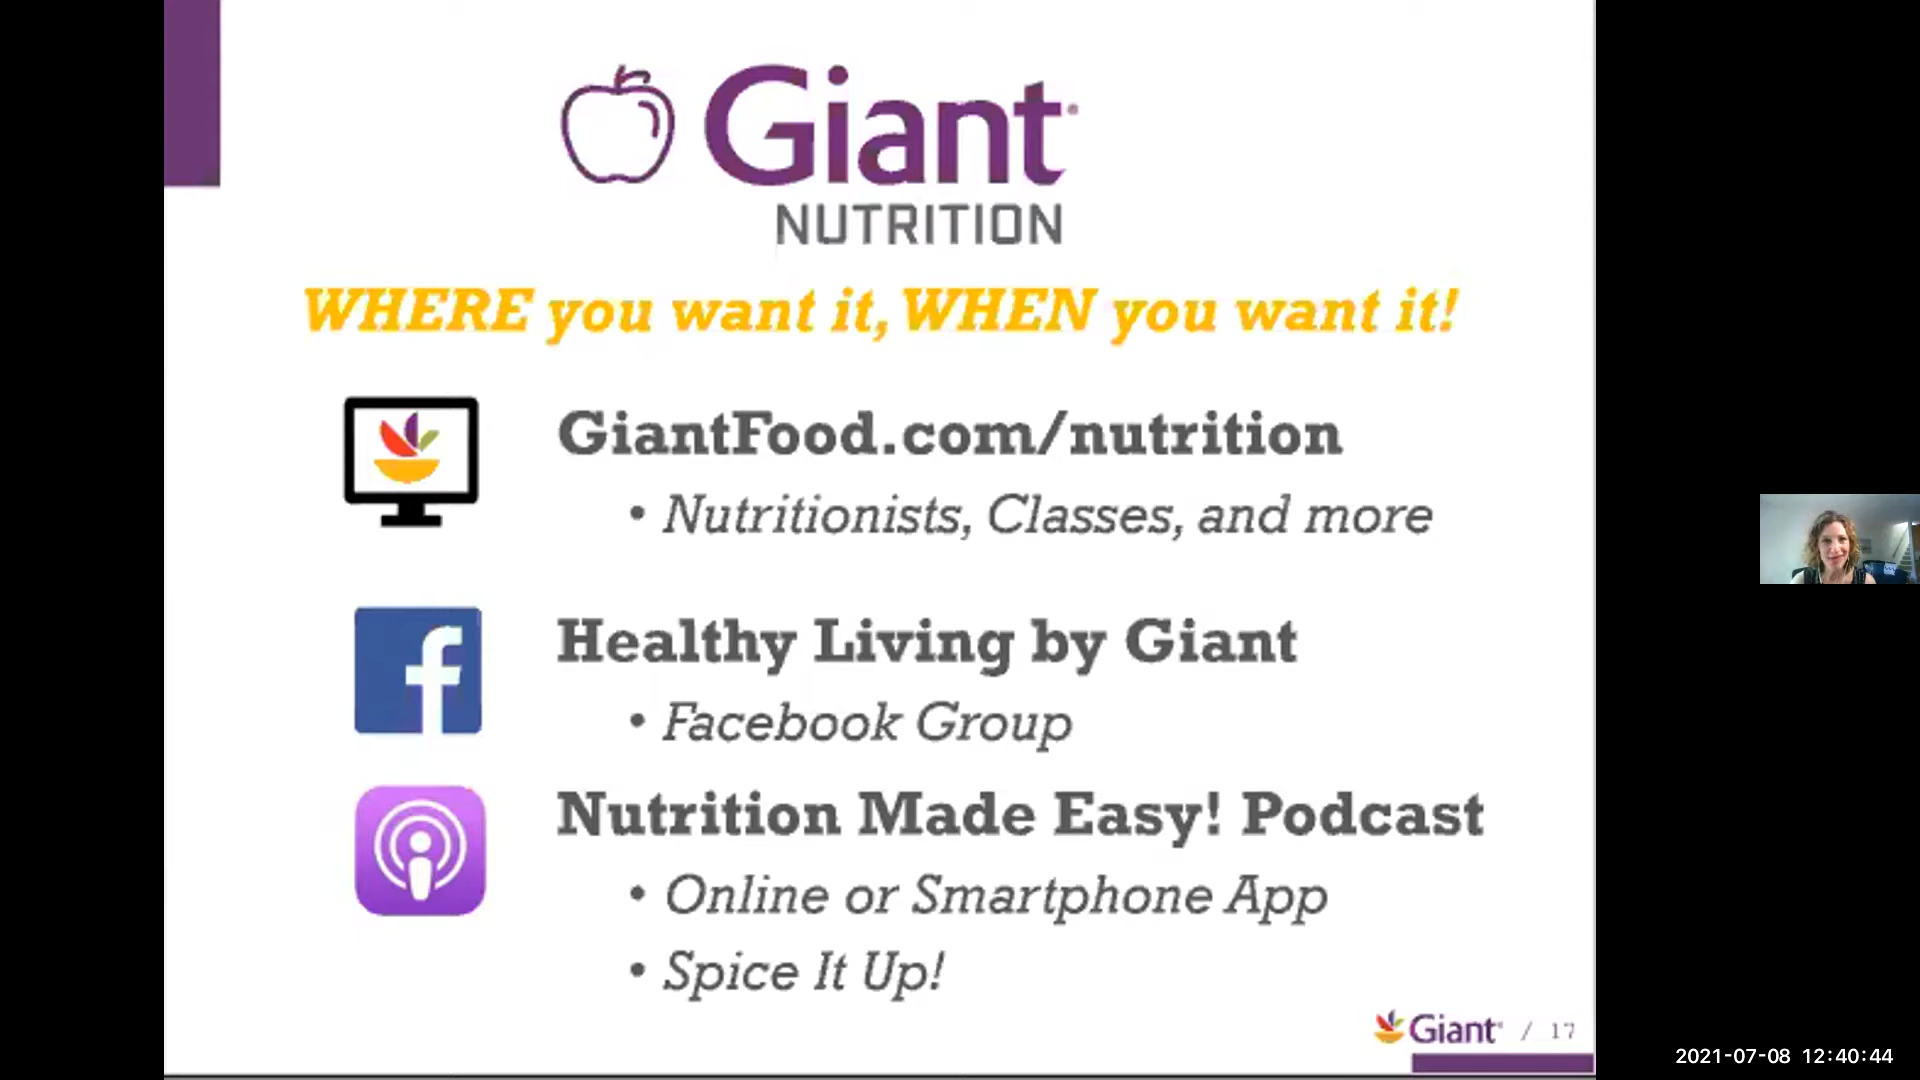 Giant
NUTRITION
WHERE you want it, WHEN you want it!
GiantFood.com/nutrition
• Nutritionists, Classes, and more
Healthy Living by Giant
• Facebook Group
Nutrition Made Easy! Podcast
• Online or Smartphone App
• Spice It Up!
Giant / 17
2021-07-08 12:40:44